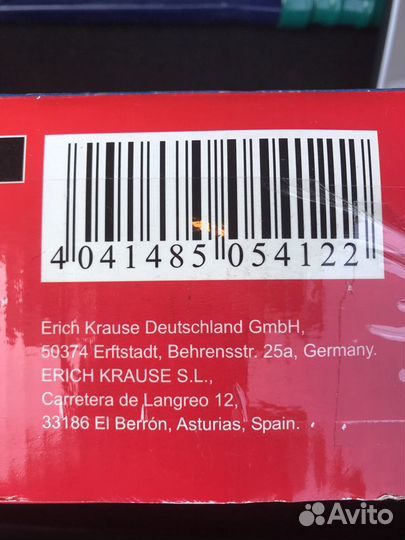 4 041485 054122
Erich Krause Deutschland GmbH,
50374 Erftstadt, Behrensstr. 25a, Germany.
ERICH KRAUSE S.L.,
Carretera de Langreo 12,
33186 El Berrón, Asturias, Spain.
Avito